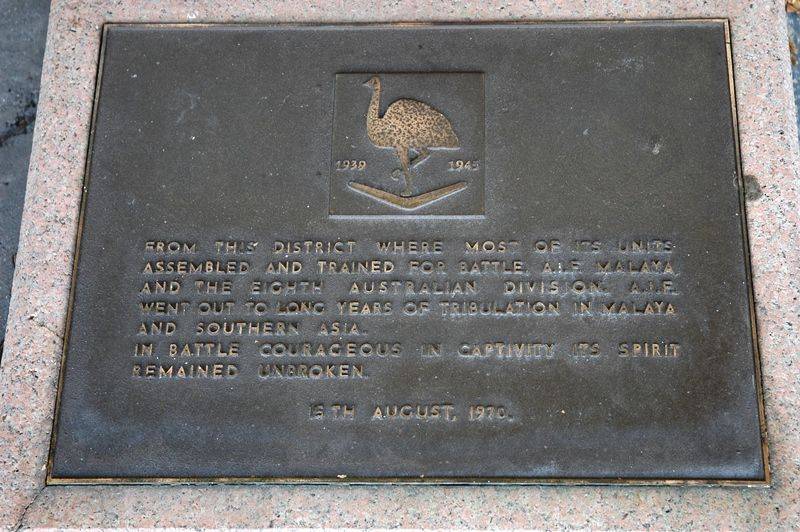 1939 1945
FROM THIS DISTRICT WHERE MOST OF ITS UNITS
ASSEMBLED AND TRAINED FOR BATTLE, A.I.F. MALAYA,
AND THE EIGHTH AUSTRALIAN DIVISION. A.I.F.
WENT OUT TO LONG YEARS OF TRIBULATION IN MALAYA
AND SOUTHERN ASIA.
IN BATTLE COURAGEOUS IN CAPTIVITY ITS SPIRIT
REMAINED UNBROKEN.
15TH AUGUST, 1970.